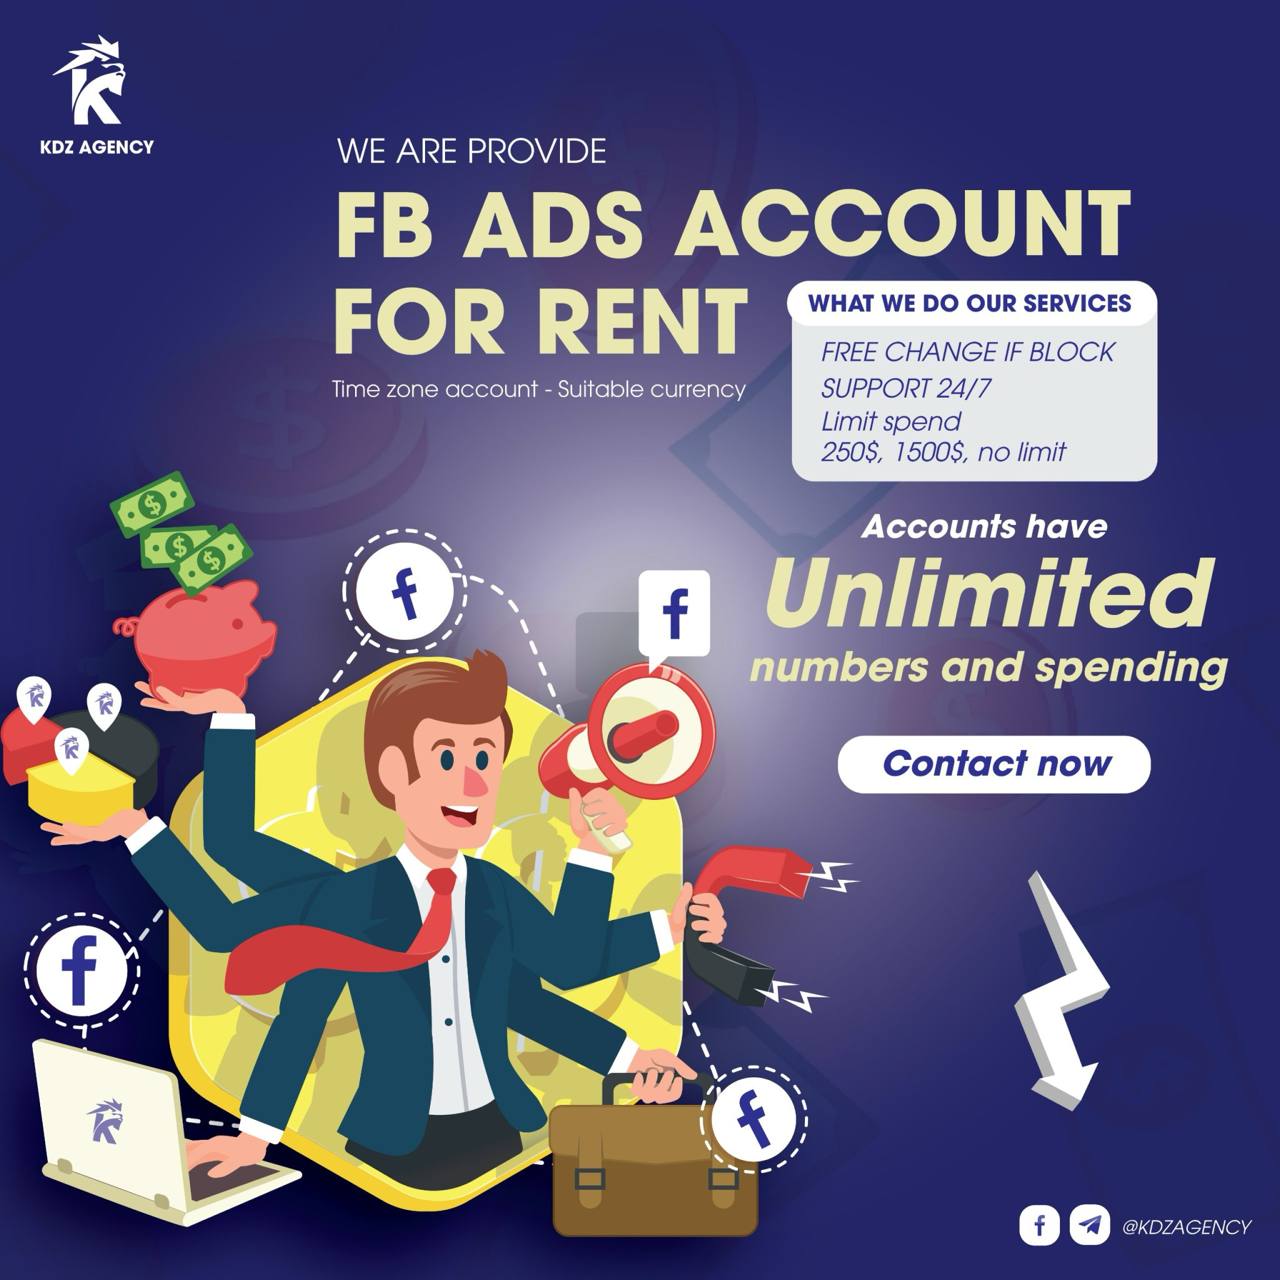 KDZ AGENCY
WE ARE PROVIDE
FB ADS ACCOUNT
FOR RENT
Time zone account - Suitable currency
WHAT WE DO OUR SERVICES
FREE CHANGE IF BLOCK
SUPPORT 24/7
Limit spend
250$, 1500$, no limit
Accounts have
Unlimited
numbers and spending
Contact now
@KDZAGENCY